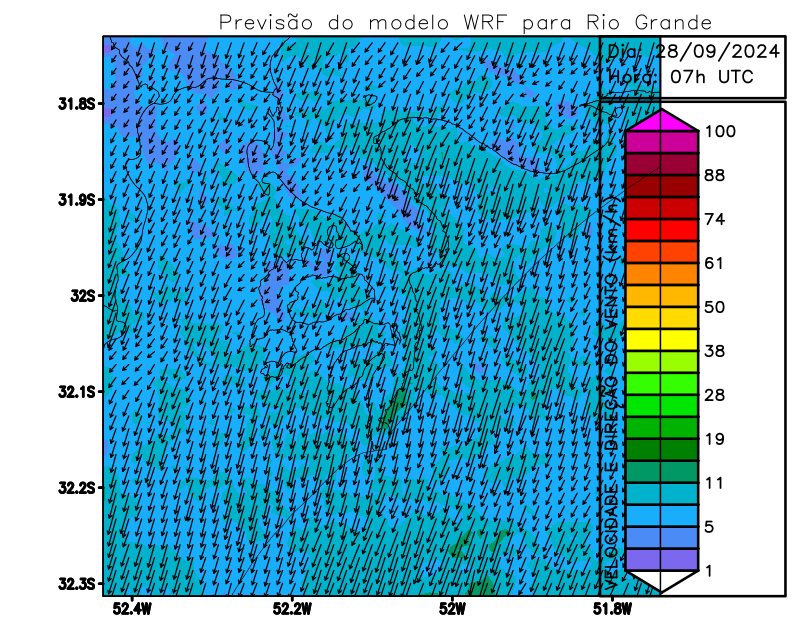 Previsão do modelo WRF para Rio Grande
Dia: 28/09/2024
Hora: 07h UTC
VELOCIDADE E DIREÇÃO DO VENTO (km/h)
100
88
74
61
50
38
28
19
11
5
1
31.8S
31.9S
32S
32.1S
32.2S
32.3S
52.4W
52.2W
52W
51.8W